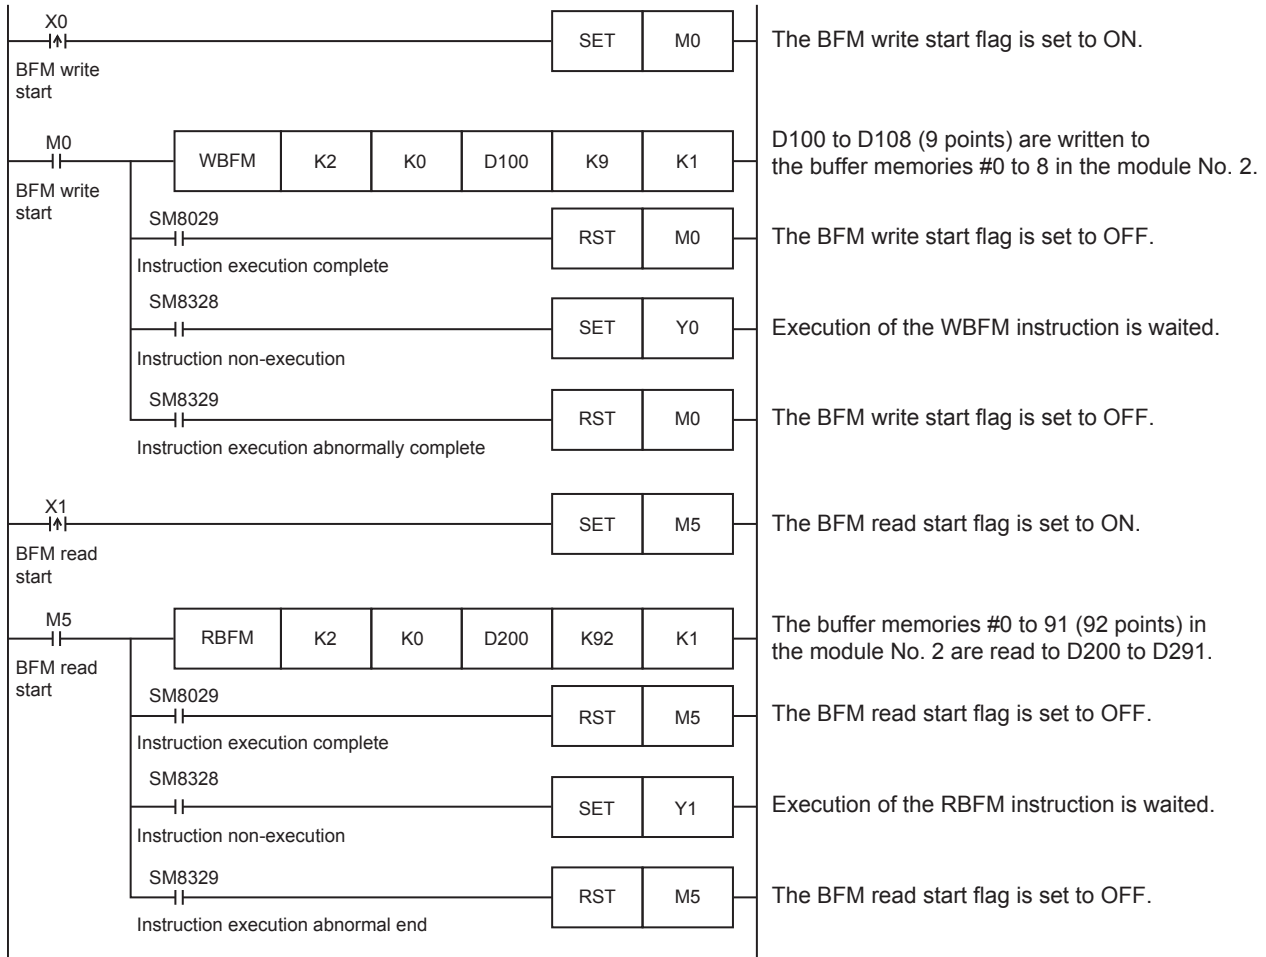 X0
SET M0 The BFM write start flag is set to ON.
BFM write
start
M0
WBFM K2 K0 D100 K9 K1
D100 to D108 (9 points) are written to
the buffer memories #0 to 8 in the module No. 2.
BFM write
start
SM8029
RST M0 The BFM write start flag is set to OFF.
Instruction execution complete
SM8328
SET Y0 Execution of the WBFM instruction is waited.
Instruction non-execution
SM8329
RST M0 The BFM write start flag is set to OFF.
Instruction execution abnormally complete
X1
SET M5 The BFM read start flag is set to ON.
BFM read
start
M5
RBFM K2 K0 D200 K92 K1
The buffer memories #0 to 91 (92 points) in
the module No. 2 are read to D200 to D291.
BFM read
start
SM8029
RST M5 The BFM read start flag is set to OFF.
Instruction execution complete
SM8328
SET Y1 Execution of the RBFM instruction is waited.
Instruction non-execution
SM8329
RST M5 The BFM read start flag is set to OFF.
Instruction execution abnormal end